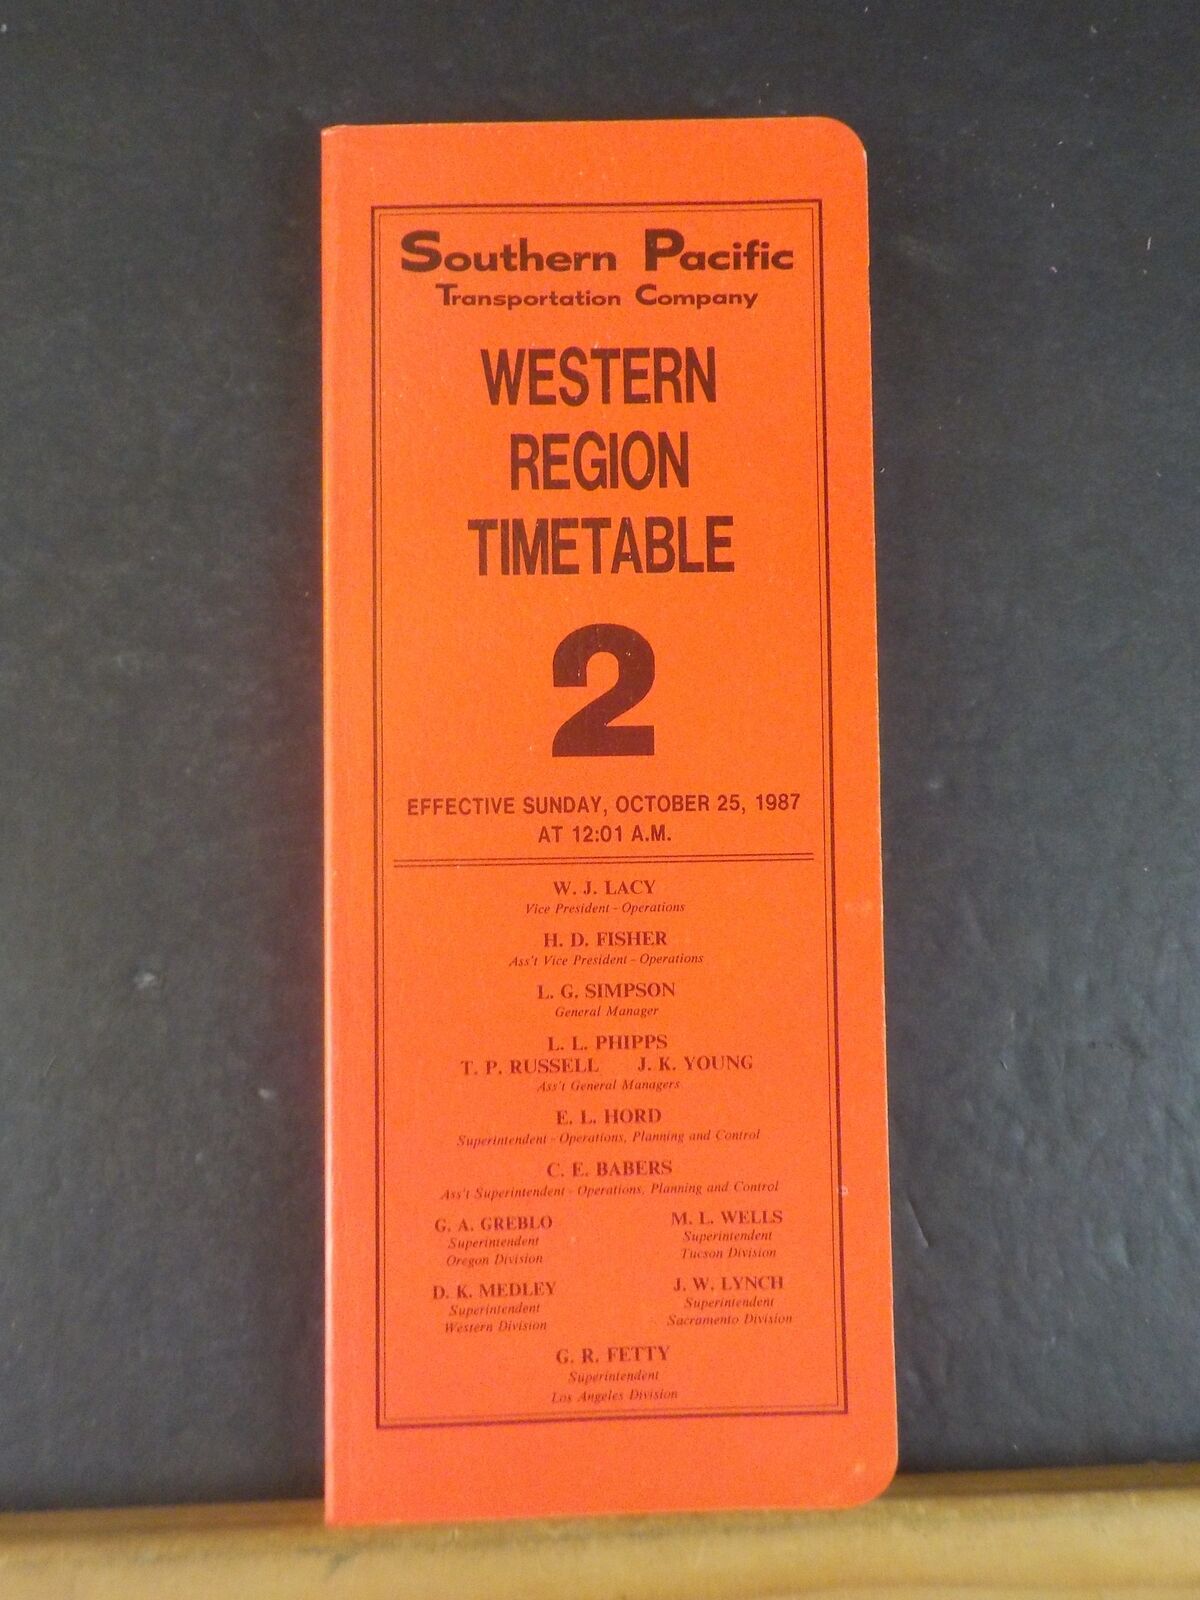 Southern Pacific
Transportation Company
WESTERN
REGION
TIMETABLE
2
EFFECTIVE SUNDAY, OCTOBER 25, 1987
AT 12:01 A.M.
W. J. LACY
Vice President - Operations
H. D. FISHER
Ass't Vice President - Operations
L. G. SIMPSON
General Manager
L. L. PHIPPS
T. P. RUSSELL J. K. YOUNG
Ass't General Managers
E. L. HORD
Superintendent - Operations, Planning and Control
C. E. BABERS
Ass't Superintendent - Operations, Planning and Control
G. A. GREBLO
Superintendent
Oregon Division
M. L. WELLS
Superintendent
Tucson Division
D. K. MEDLEY
Superintendent
Western Division
J. W. LYNCH
Superintendent
Sacramento Division
G. R. FETTY
Superintendent
Los Angeles Division